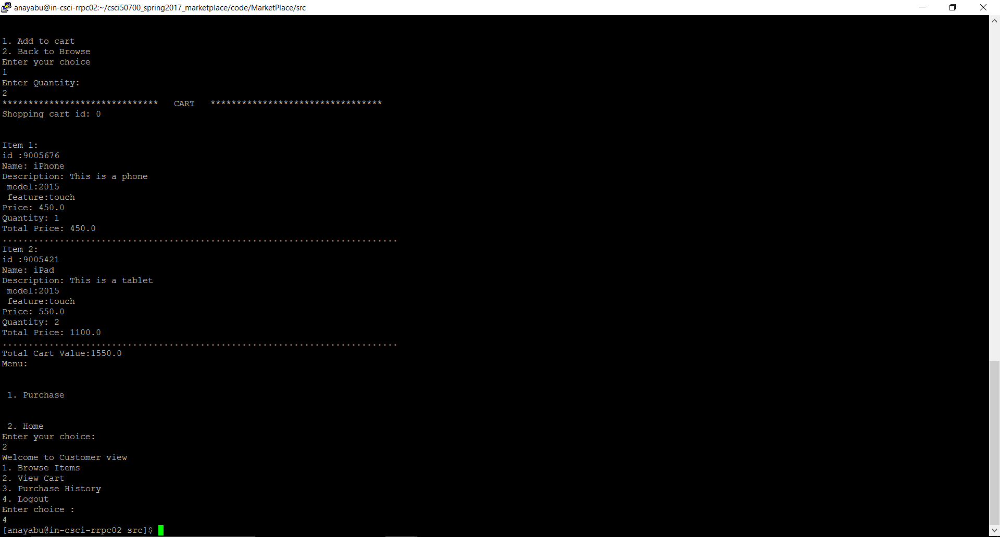 anayabu@in-csci-rrpc02:~/csci50700_spring2017_marketplace/code/MarketPlace/src
1. Add to cart
2. Back to Browse
Enter your choice
1
Enter Quantity:
2
******************************   CART   *********************************
Shopping cart id: 0
Item 1:
id :9005676
Name: iPhone
Description: This is a phone
 model:2015
 feature:touch
Price: 450.0
Quantity: 1
Total Price: 450.0
............................................................................
Item 2:
id :9005421
Name: iPad
Description: This is a tablet
 model:2015
 feature:touch
Price: 550.0
Quantity: 2
Total Price: 1100.0
............................................................................
Total Cart Value:1550.0
Menu:
 1. Purchase
 2. Home
Enter your choice:
2
Welcome to Customer view
1. Browse Items
2. View Cart
3. Purchase History
4. Logout
Enter choice :
4
[anayabu@in-csci-rrpc02 src]$